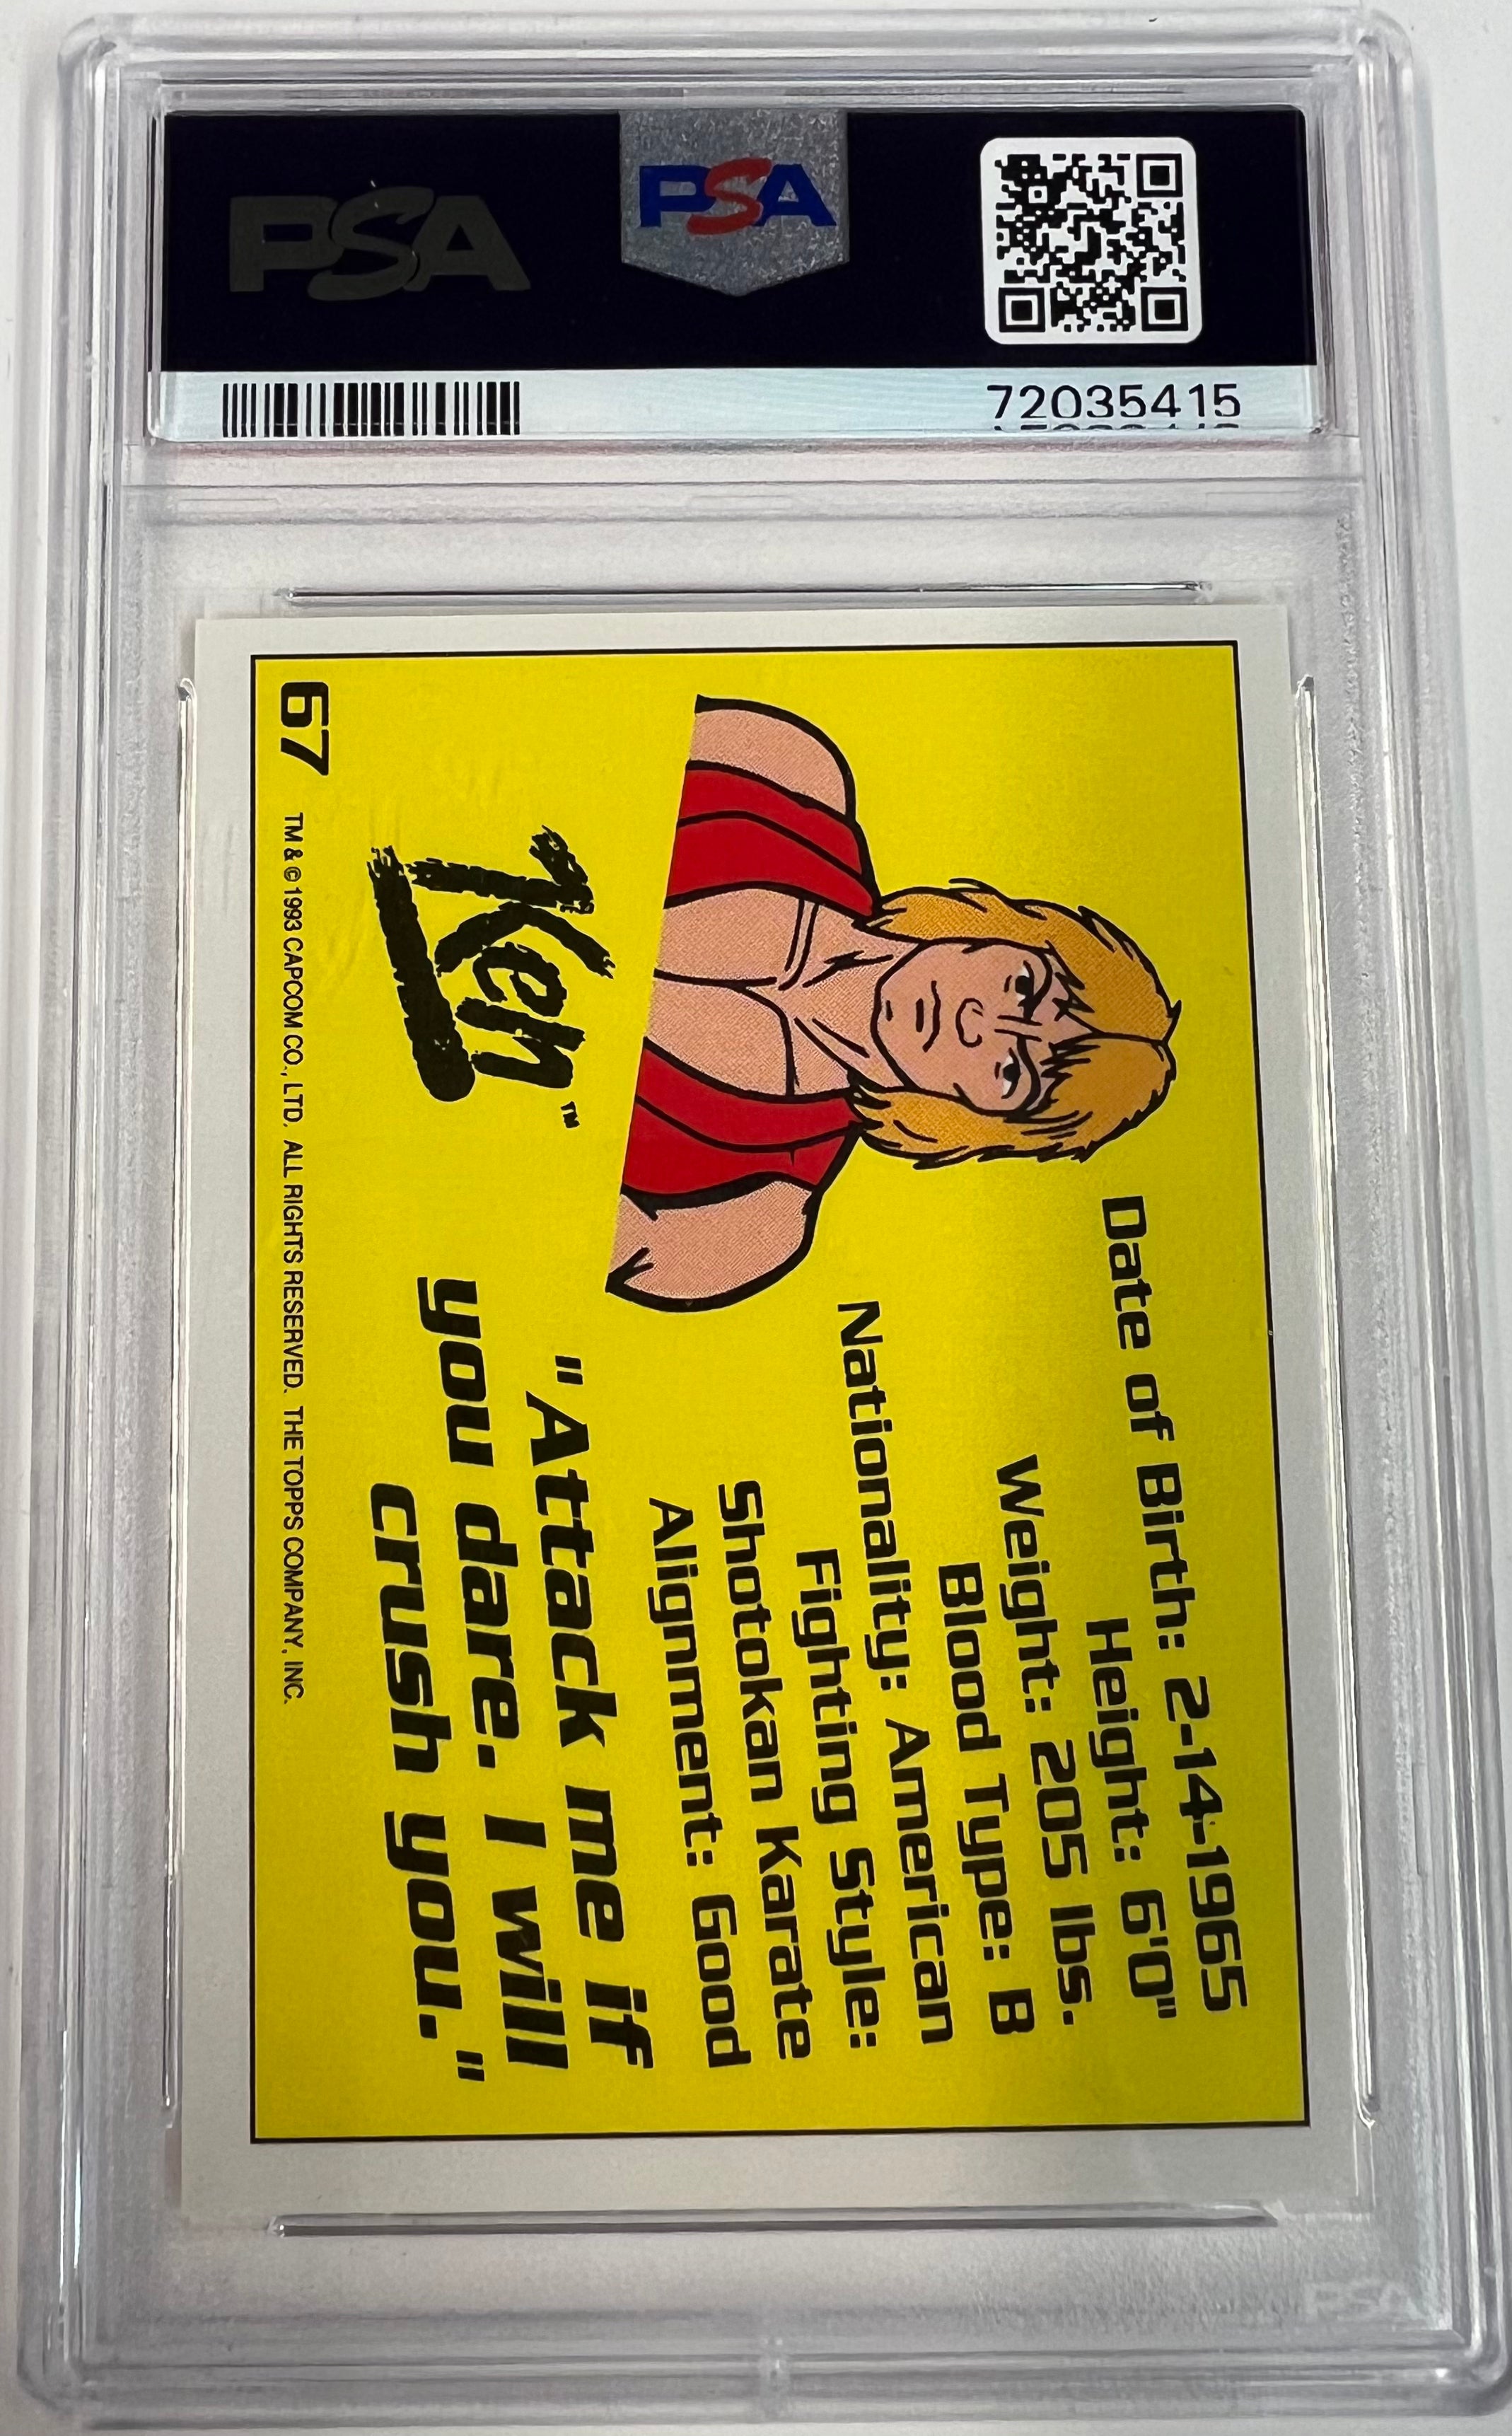 PSA
PSA
72035415
Date of Birth: 2-14-1965
Height: 6'0"
Weight: 205 lbs.
Blood Type: B
Nationality: American
Fighting Style:
Shotokan Karate
Alignment: Good
"Attack me if
you dare. I will
crush you."
Ken™
67
TM & © 1993 CAPCOM CO., LTD. ALL RIGHTS RESERVED. THE TOPPS COMPANY, INC.
PSA